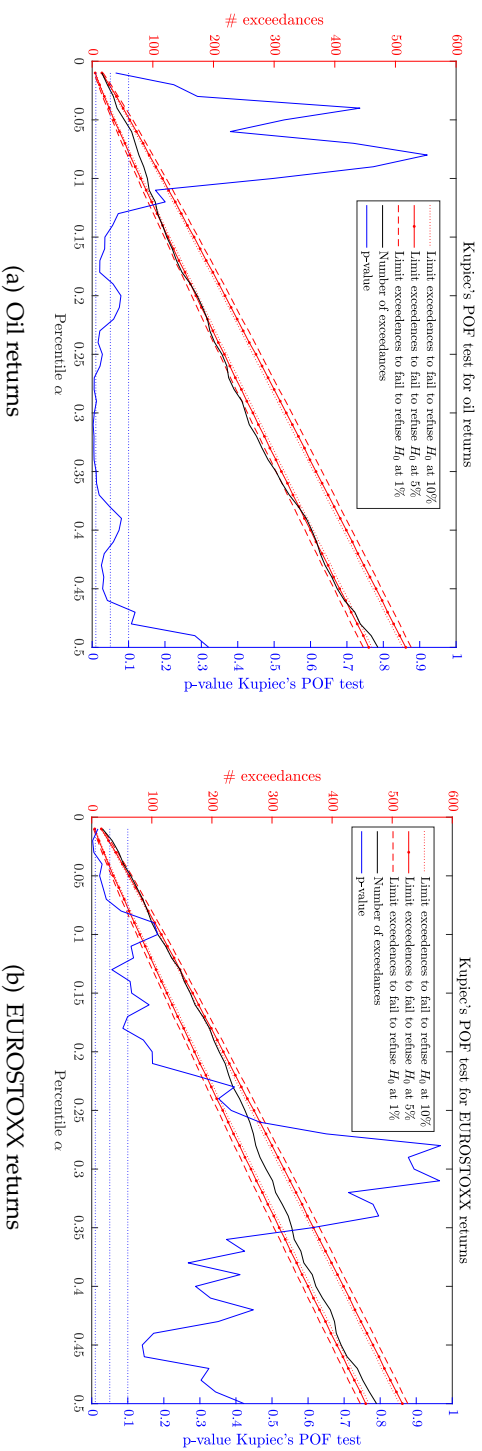 Kupiec's POF test for oil returns
# exceedances
0
100
200
300
400
500
600
Limit exceedences to fail to refuse H₀ at 10%
Limit exceedences to fail to refuse H₀ at 5%
Limit exceedences to fail to refuse H₀ at 1%
Number of exceedances
p-value
0
0.05
0.1
0.15
0.2
0.25
0.3
0.35
0.4
0.45
0.5
Percentile α
0
0.1
0.2
0.3
0.4
0.5
0.6
0.7
0.8
0.9
1
p-value Kupiec's POF test
(a) Oil returns
Kupiec's POF test for EUROSTOXX returns
# exceedances
0
100
200
300
400
500
600
Limit exceedences to fail to refuse H₀ at 10%
Limit exceedences to fail to refuse H₀ at 5%
Limit exceedences to fail to refuse H₀ at 1%
Number of exceedances
p-value
0
0.05
0.1
0.15
0.2
0.25
0.3
0.35
0.4
0.45
0.5
Percentile α
0
0.1
0.2
0.3
0.4
0.5
0.6
0.7
0.8
0.9
1
p-value Kupiec's POF test
(b) EUROSTOXX returns